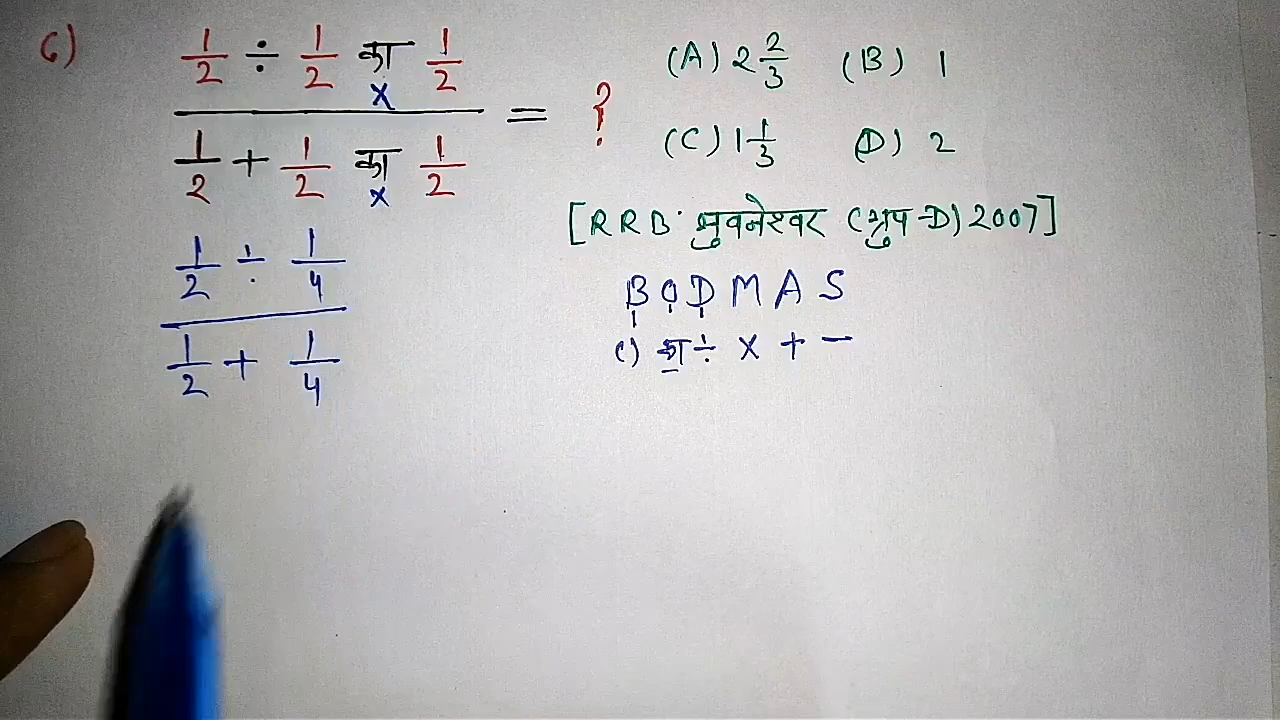 6) 1/2 ÷ 1/2 का 1/2
×
1/2 + 1/2 का 1/2
×
= ?
(A) 2 2/3 (B) 1
(C) 1 1/3 (D) 2
[RRB भुवनेश्वर (ग्रुप-D) 2007]
1/2 ÷ 1/4
1/2 + 1/4
B O D M A S
( ) का ÷ × + −